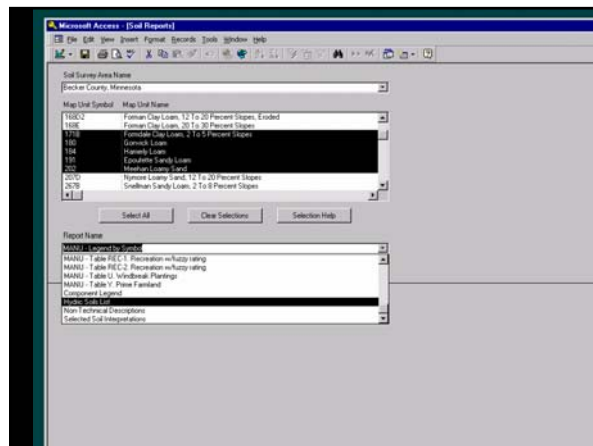 Microsoft Access - [Soil Reports]
File Edit View Insert Format Records Tools Window Help
Soil Survey Area Name
Becker County, Minnesota
Map Unit Symbol Map Unit Name
168D2 Forman Clay Loam, 12 To 20 Percent Slopes, Eroded
168E Forman Clay Loam, 20 To 30 Percent Slopes
171B Formdale Clay Loam, 2 To 5 Percent Slopes
180 Gonvick Loam
184 Hamerly Loam
191 Epoufette Sandy Loam
202 Meehan Loamy Sand
207D Nymore Loamy Sand, 12 To 20 Percent Slopes
267B Snellman Sandy Loam, 2 To 8 Percent Slopes
Select All Clear Selections Selection Help
Report Name
MANU - Legend by Symbol
MANU - Table REC-1. Recreation w/fuzzy rating
MANU - Table REC-2. Recreation w/fuzzy rating
MANU - Table U. Windbreak Plantings
MANU - Table Y. Prime Farmland
Component Legend
Hydric Soils List
Non-Technical Descriptions
Selected Soil Interpretations